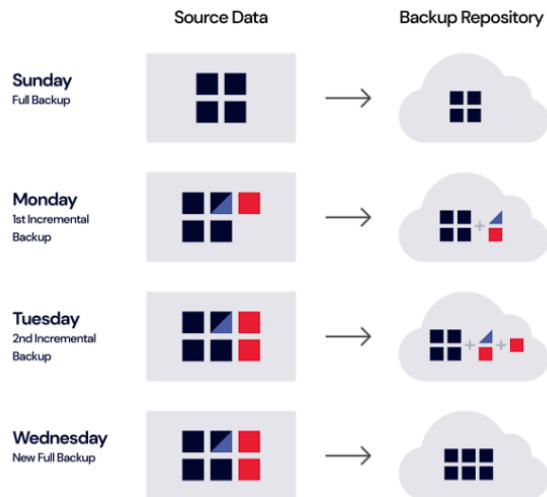 Source Data
Backup Repository
Sunday
Full Backup
Monday
1st Incremental
Backup
+
Tuesday
2nd Incremental
Backup
+ +
Wednesday
New Full Backup